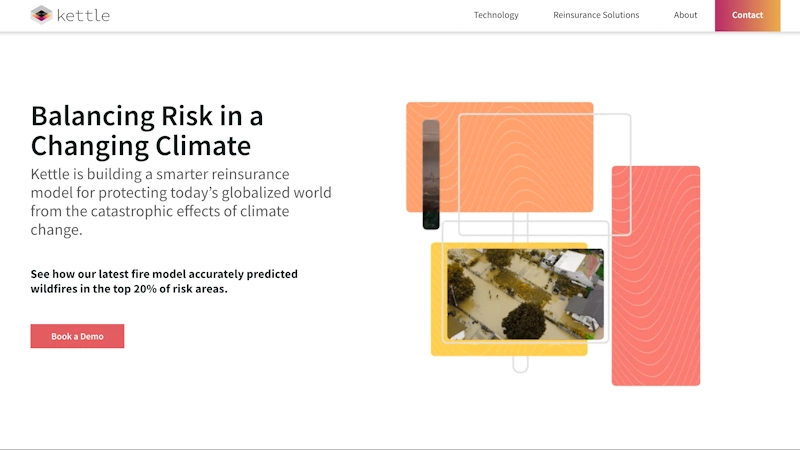 kettle
Technology
Reinsurance Solutions
About
Contact
Balancing Risk in a
Changing Climate
Kettle is building a smarter reinsurance
model for protecting today’s globalized world
from the catastrophic effects of climate
change.
See how our latest fire model accurately predicted
wildfires in the top 20% of risk areas.
Book a Demo